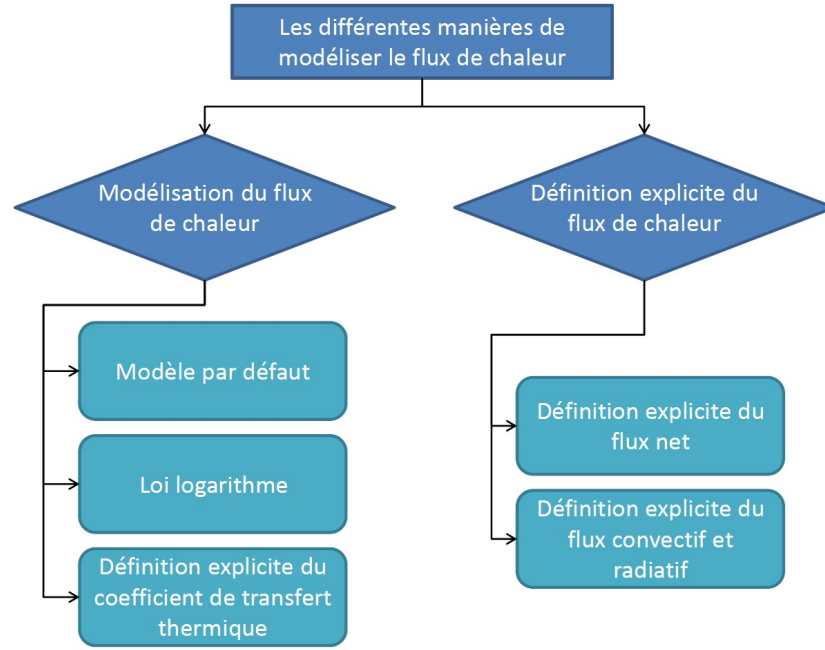 Les différentes manières de
modéliser le flux de chaleur
Modélisation du flux
de chaleur
Définition explicite du
flux de chaleur
Modèle par défaut
Loi logarithme
Définition explicite du
coefficient de transfert
thermique
Définition explicite du
flux net
Définition explicite du
flux convectif et
radiatif